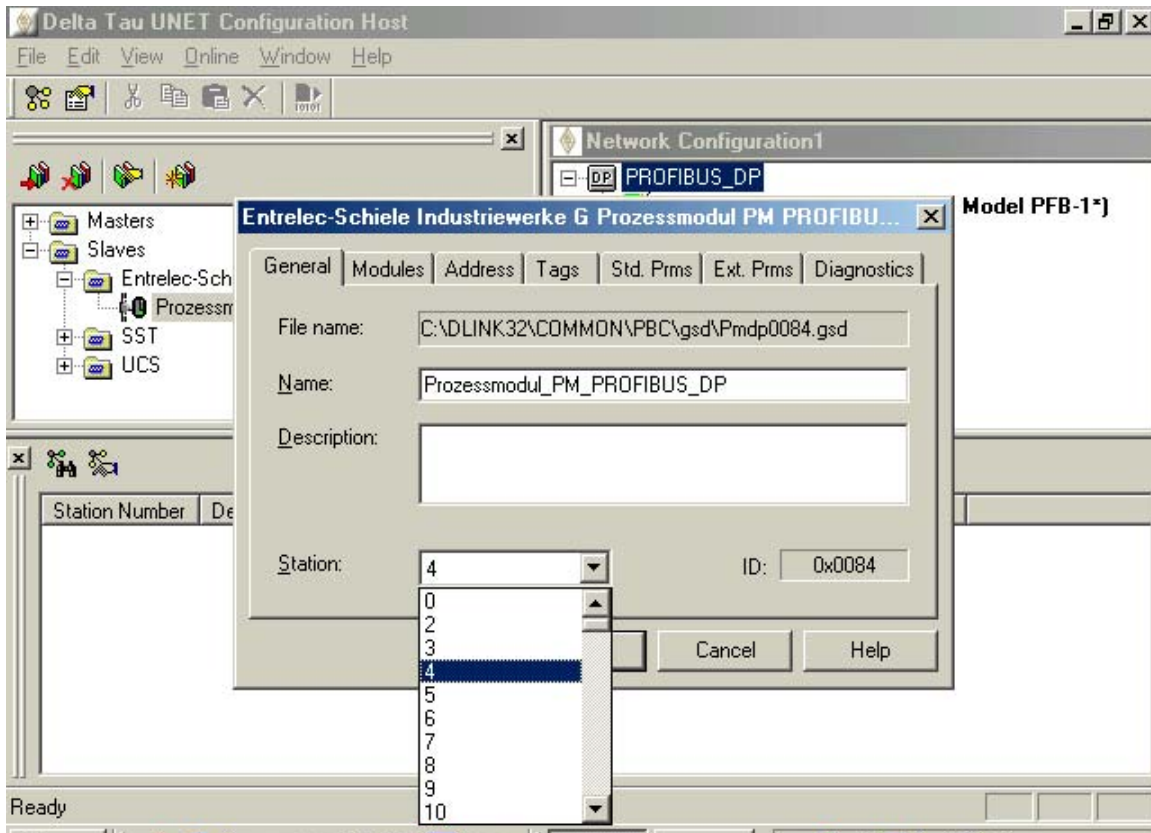 Delta Tau UNET Configuration Host
File Edit View Online Window Help
Network Configuration1
PROFIBUS_DP
Model PFB-1*)
Masters
Slaves
Entrelec-Sch
Prozessm
SST
UCS
Entrelec-Schiele Industriewerke G Prozessmodul PM PROFIBU...
General Modules Address Tags Std. Prms Ext. Prms Diagnostics
File name: C:\DLINK32\COMMON\PBC\gsd\Pmdp0084.gsd
Name: Prozessmodul_PM_PROFIBUS_DP
Description:
Station: 4 ID: 0x0084
0
2
3
4
5
6
7
8
9
10
Cancel Help
Station Number De
Ready